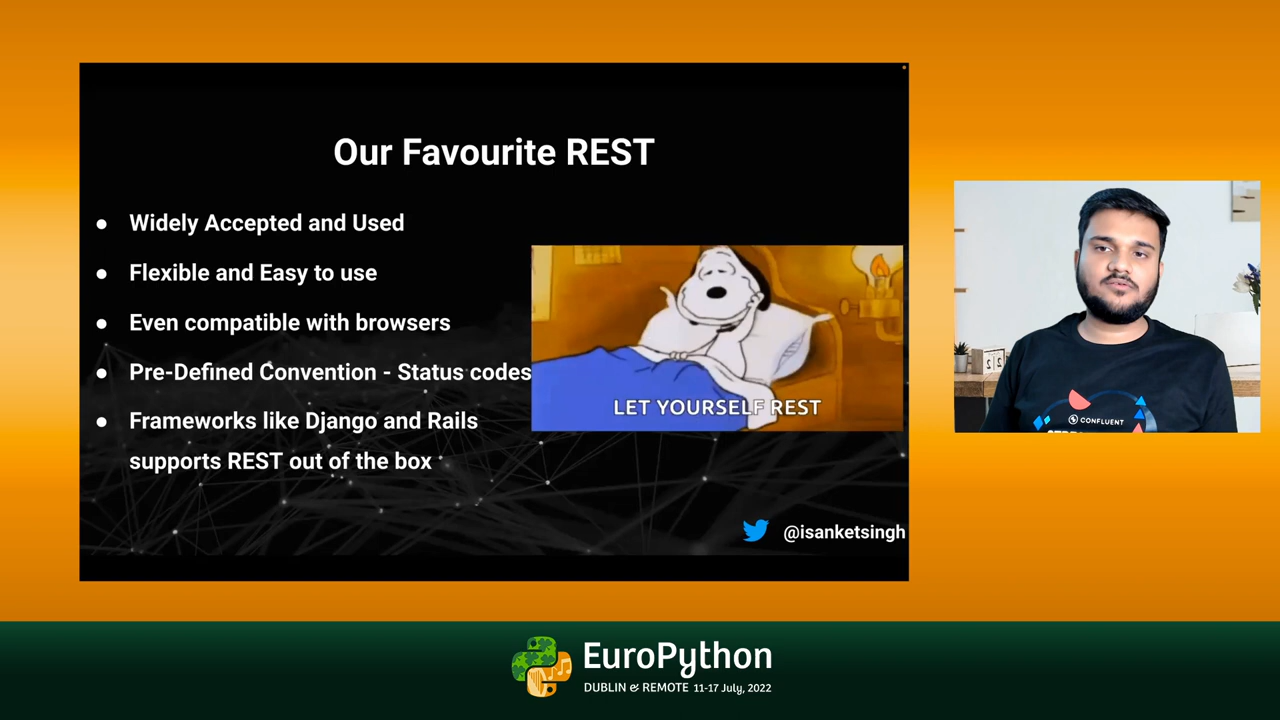 Our Favourite REST
● Widely Accepted and Used
● Flexible and Easy to use
● Even compatible with browsers
● Pre-Defined Convention - Status codes
● Frameworks like Django and Rails
supports REST out of the box
LET YOURSELF REST
@isanketsingh
CONFLUENT
EuroPython
DUBLIN & REMOTE 11-17 July, 2022